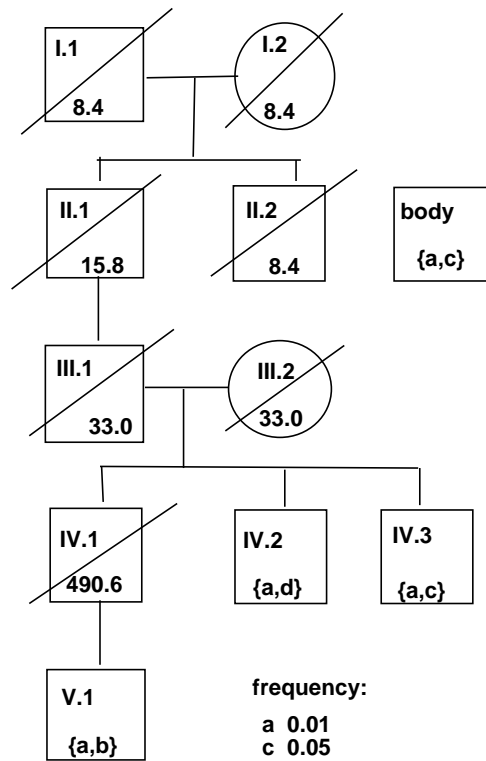 I.1
8.4
I.2
8.4
II.1
15.8
II.2
8.4
body
{a,c}
III.1
33.0
III.2
33.0
IV.1
490.6
IV.2
{a,d}
IV.3
{a,c}
V.1
{a,b}
frequency:
a 0.01
c 0.05